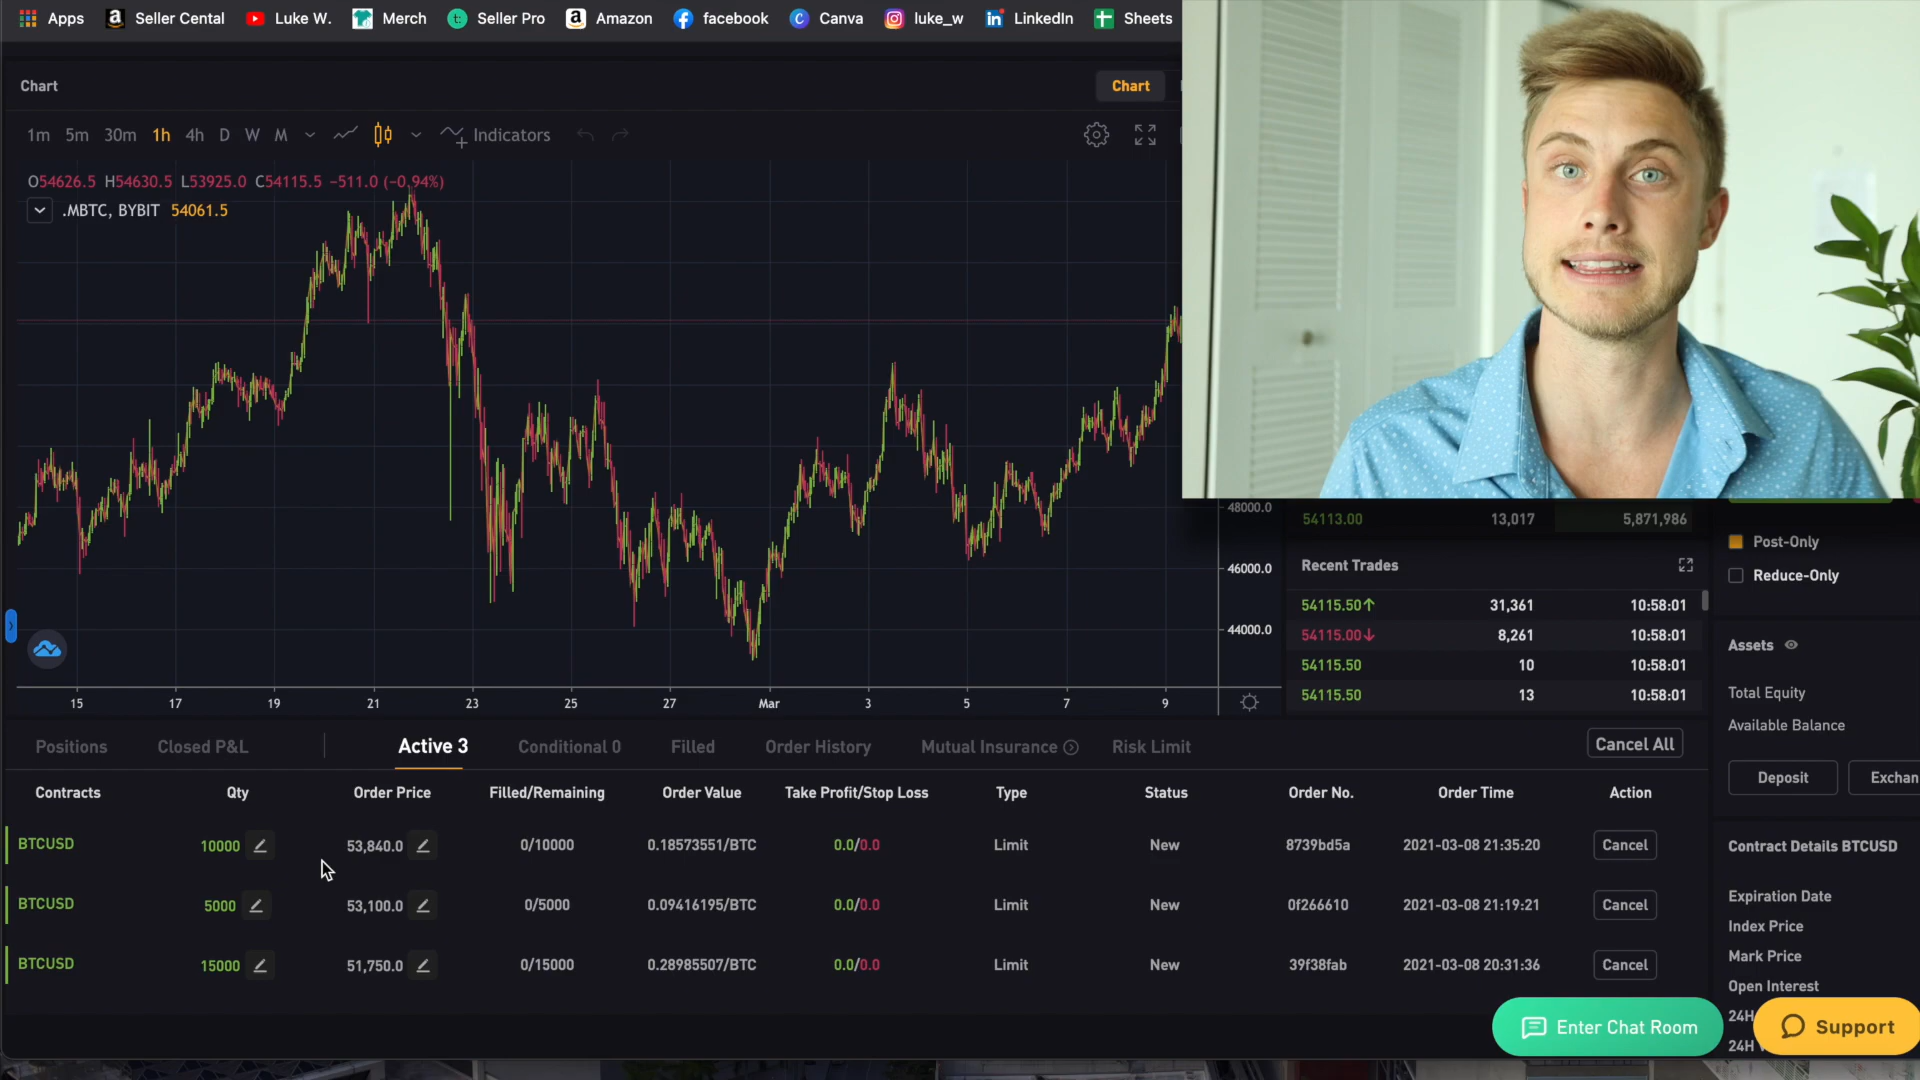 Apps Seller Cental Luke W. Merch Seller Pro Amazon facebook Canva luke_w LinkedIn Sheets
Chart Chart
1m 5m 30m 1h 4h D W M Indicators
O54626.5 H54630.5 L53925.0 C54115.5 −511.0 (−0.94%)
.MBTC, BYBIT 54061.5
48000.0
46000.0
44000.0
15 17 19 21 23 25 27 Mar 3 5 7 9
54113.00 13,017 5,871,986
Recent Trades
54115.50↑ 31,361 10:58:01
54115.00↓ 8,261 10:58:01
54115.50 10 10:58:01
54115.50 13 10:58:01
Post-Only
Reduce-Only
Assets
Total Equity
Available Balance
Deposit Exchan
Positions Closed P&L Active 3 Conditional 0 Filled Order History Mutual Insurance Risk Limit Cancel All
Contracts Qty Order Price Filled/Remaining Order Value Take Profit/Stop Loss Type Status Order No. Order Time Action
BTCUSD 10000 53,840.0 0/10000 0.18573551/BTC 0.0/0.0 Limit New 8739bd5a 2021-03-08 21:35:20 Cancel
BTCUSD 5000 53,100.0 0/5000 0.09416195/BTC 0.0/0.0 Limit New 0f266610 2021-03-08 21:19:21 Cancel
BTCUSD 15000 51,750.0 0/15000 0.28985507/BTC 0.0/0.0 Limit New 39f38fab 2021-03-08 20:31:36 Cancel
Contract Details BTCUSD
Expiration Date
Index Price
Mark Price
Open Interest
24H
24H
Enter Chat Room
Support